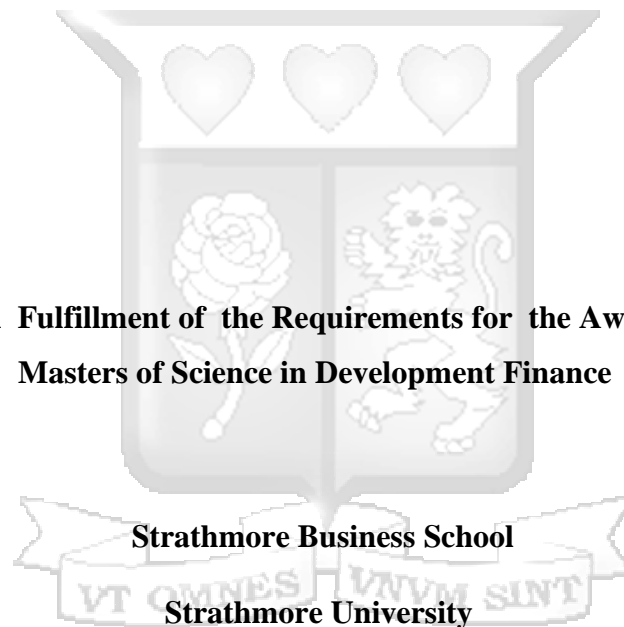 Fulfillment of the Requirements for the Aw
Masters of Science in Development Finance
Strathmore Business School
VT OMNES VNVM SINT
Strathmore University